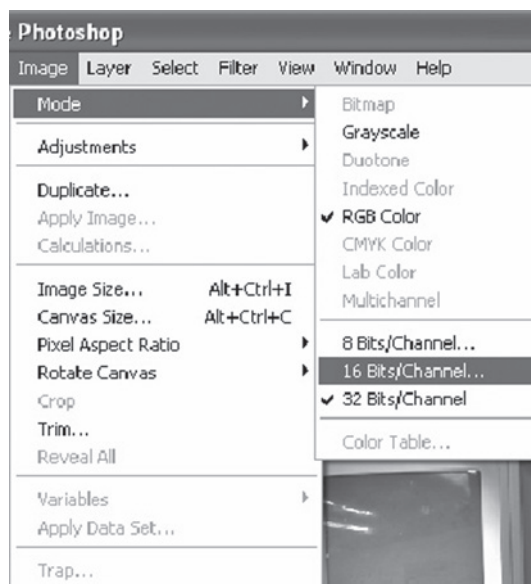 Photoshop
Image Layer Select Filter View Window Help
Mode
Adjustments
Duplicate...
Apply Image...
Calculations...
Image Size... Alt+Ctrl+I
Canvas Size... Alt+Ctrl+C
Pixel Aspect Ratio
Rotate Canvas
Crop
Trim...
Reveal All
Variables
Apply Data Set...
Trap...
Bitmap
Grayscale
Duotone
Indexed Color
RGB Color
CMYK Color
Lab Color
Multichannel
8 Bits/Channel...
16 Bits/Channel...
32 Bits/Channel
Color Table...